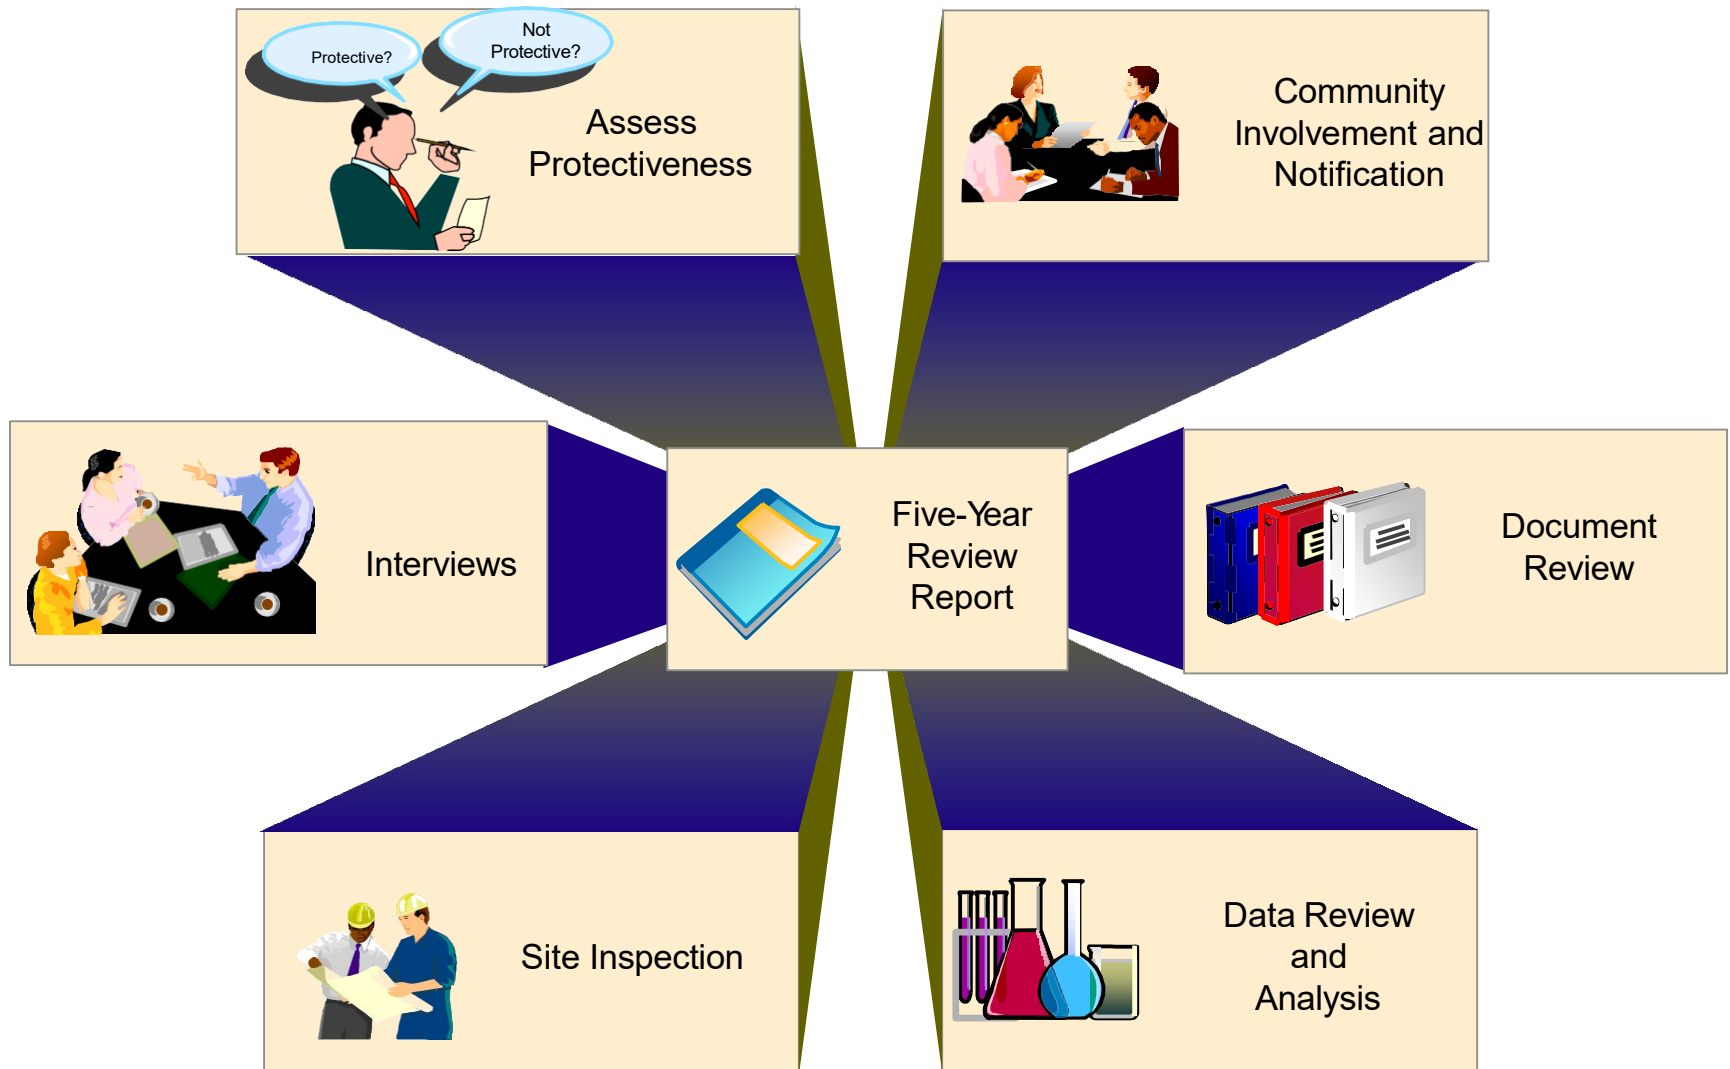 Protective?
Not
Protective?
Assess
Protectiveness
Community
Involvement and
Notification
Interviews
Five-Year
Review
Report
Document
Review
Site Inspection
Data Review
and
Analysis